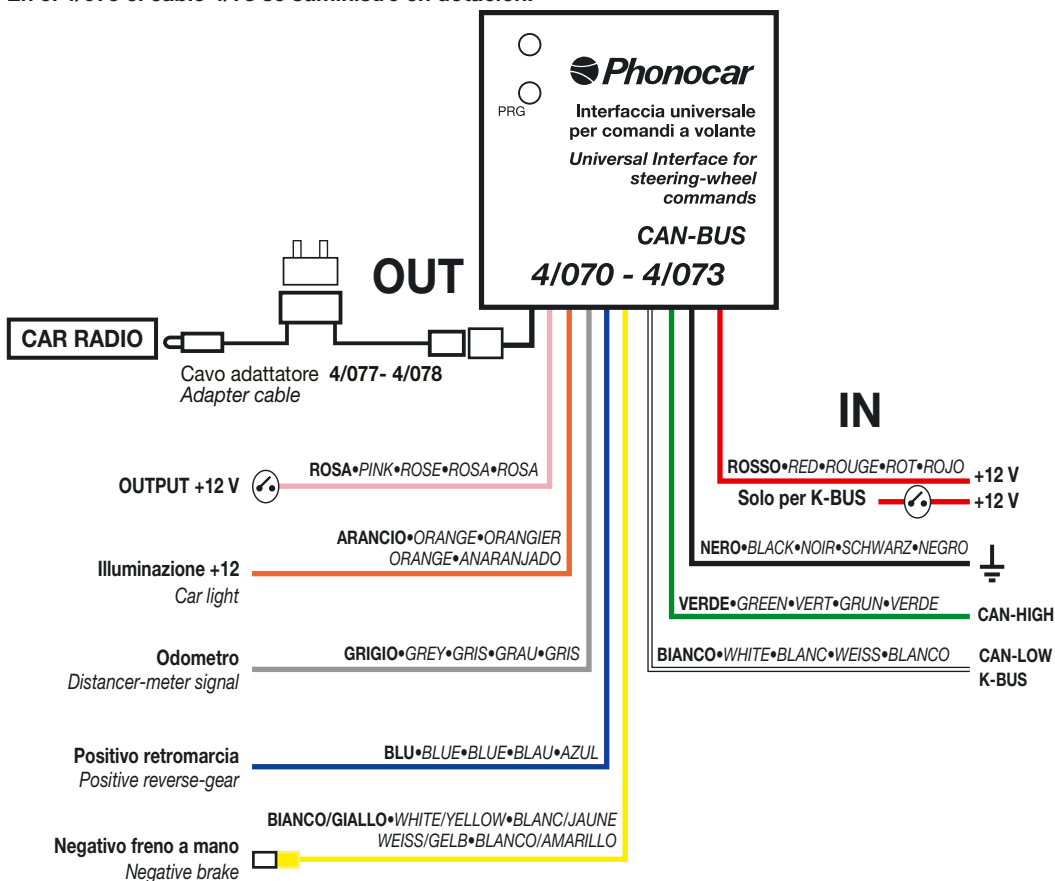 Phonocar
PRG
Interfaccia universale
per comandi a volante
Universal Interface for
steering-wheel
commands
CAN-BUS
4/070 - 4/073
OUT
CAR RADIO
Cavo adattatore 4/077- 4/078
Adapter cable
IN
ROSA•PINK•ROSE•ROSA•ROSA
OUTPUT +12 V
ROSSO•RED•ROUGE•ROT•ROJO
+12 V
Solo per K-BUS
+12 V
ARANCIO•ORANGE•ORANGIER
ORANGE•ANARANJADO
Illuminazione +12
Car light
NERO•BLACK•NOIR•SCHWARZ•NEGRO
VERDE•GREEN•VERT•GRUN•VERDE
CAN-HIGH
GRIGIO•GREY•GRIS•GRAU•GRIS
Odometro
Distancer-meter signal
BIANCO•WHITE•BLANC•WEISS•BLANCO
CAN-LOW
K-BUS
BLU•BLUE•BLUE•BLAU•AZUL
Positivo retromarcia
Positive reverse-gear
BIANCO/GIALLO•WHITE/YELLOW•BLANC/JAUNE
WEISS/GELB•BLANCO/AMARILLO
Negativo freno a mano
Negative brake